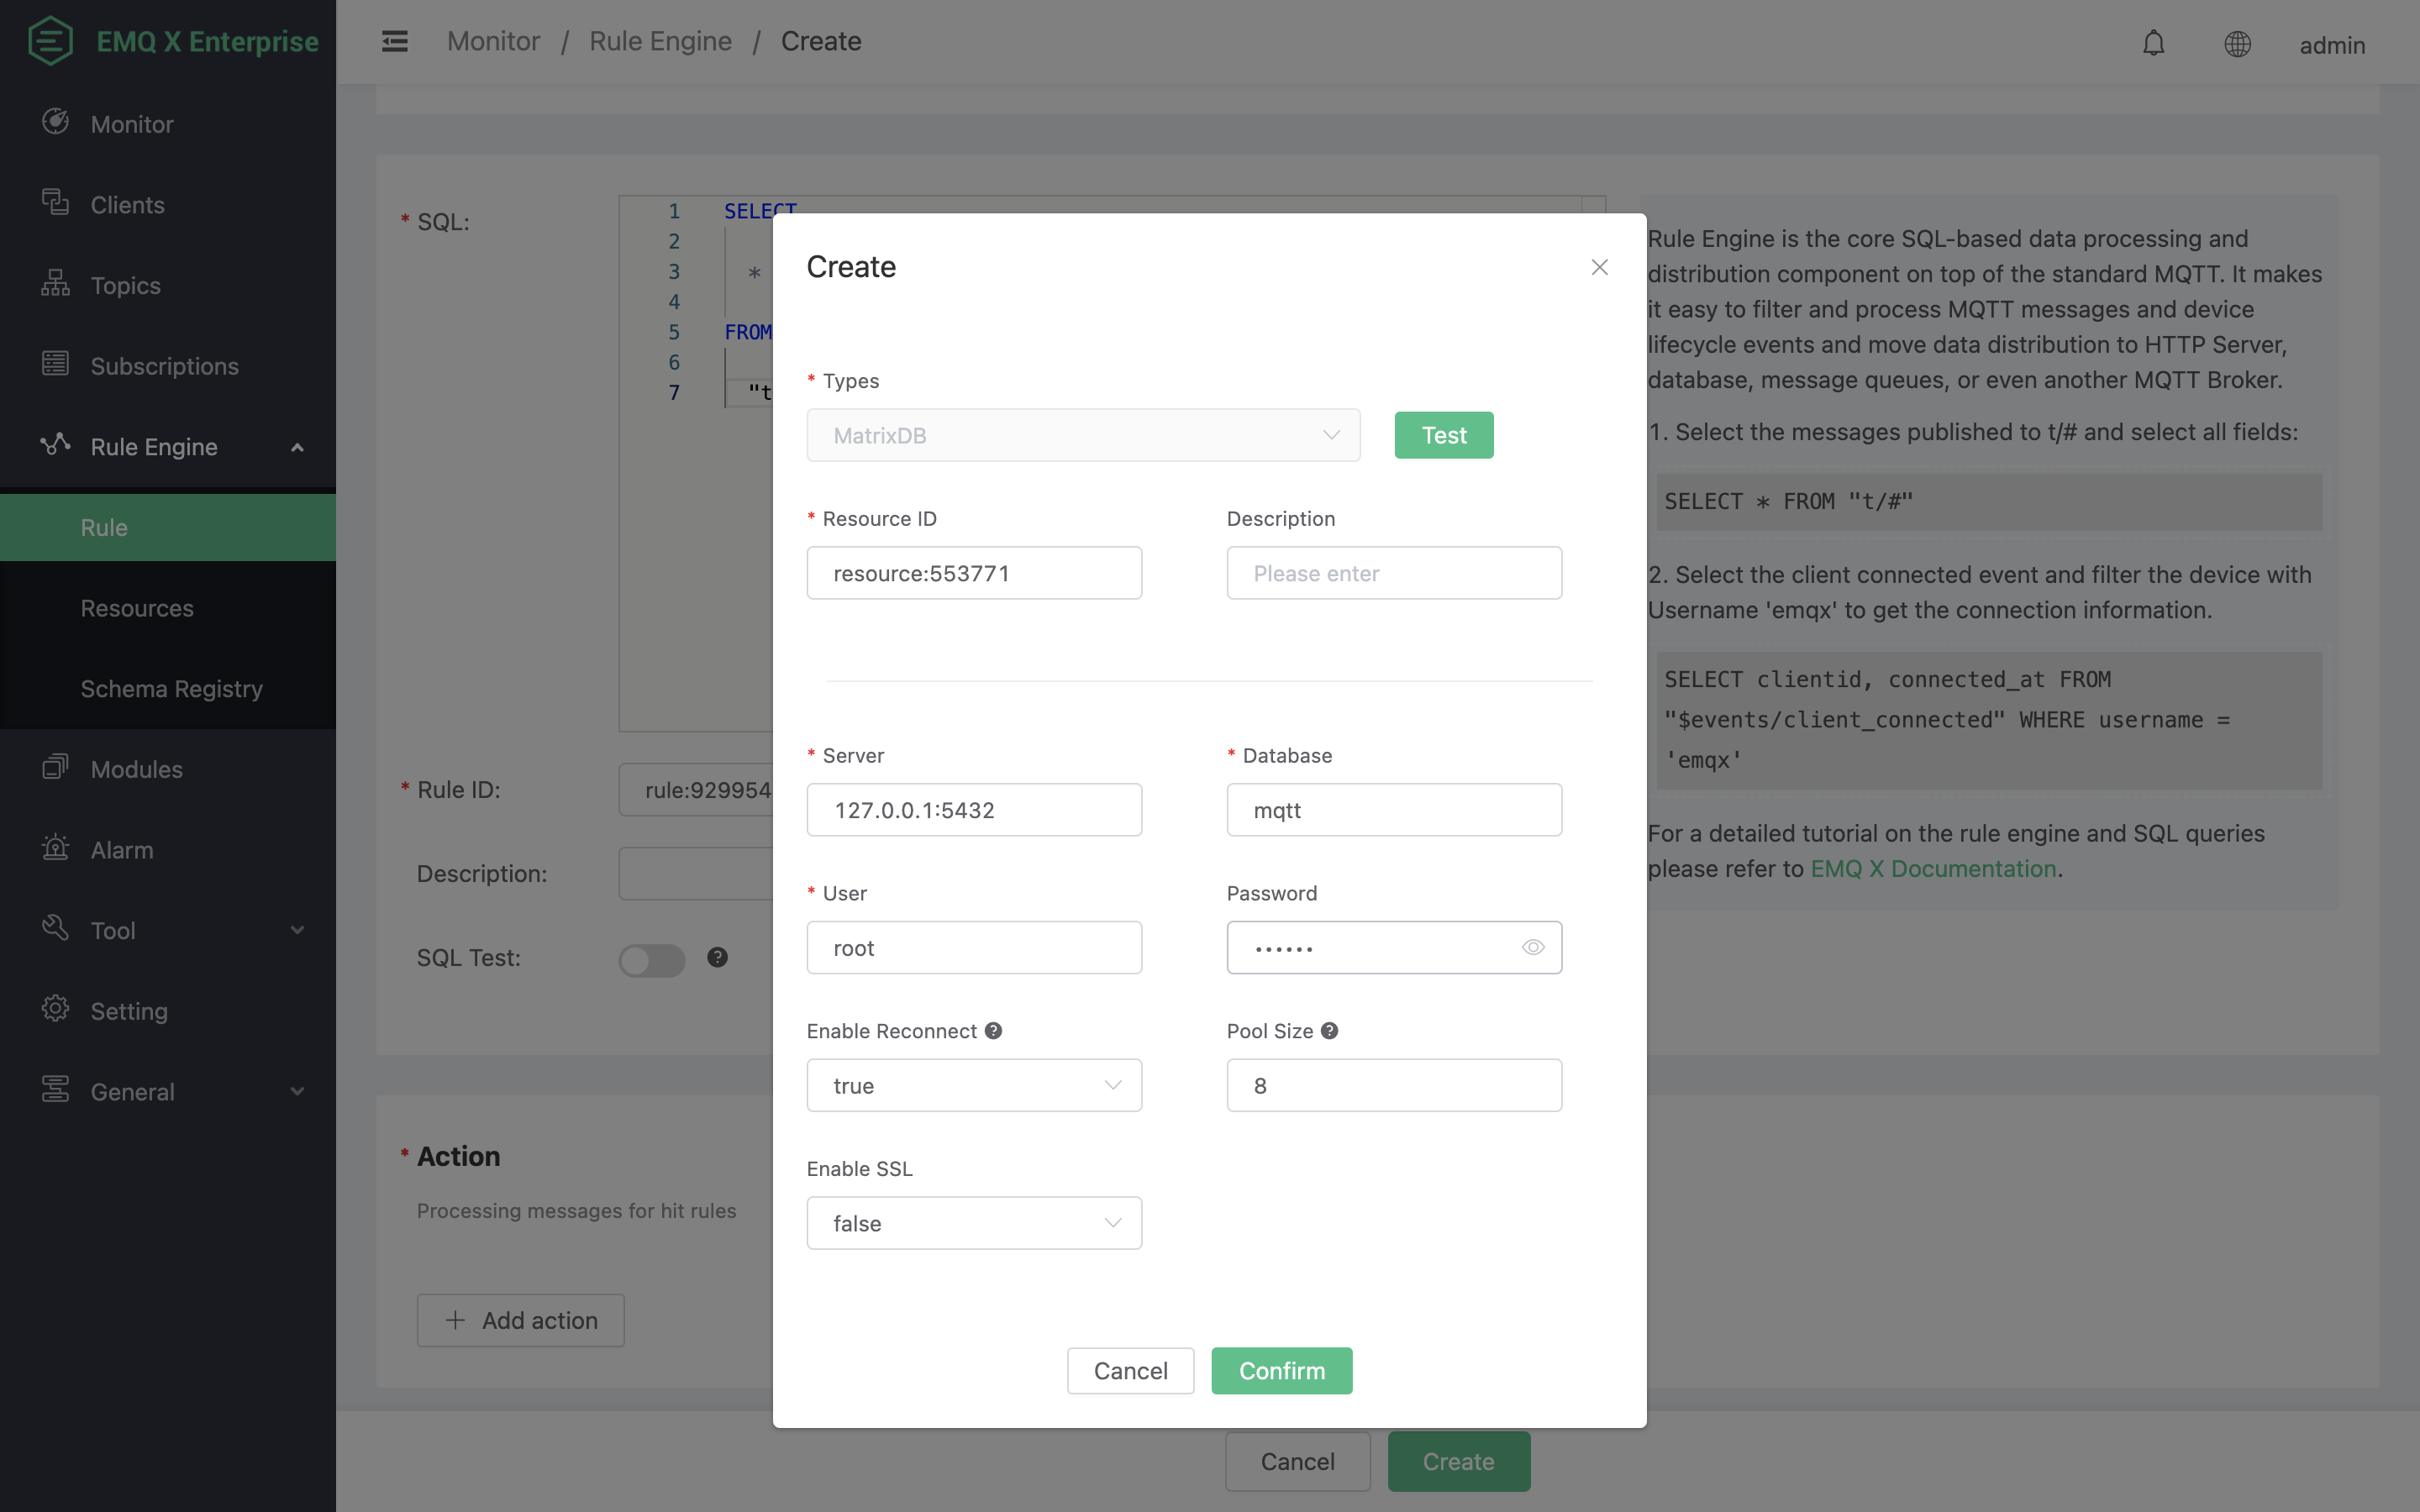 EMQ X Enterprise
Monitor / Rule Engine / Create
admin
Monitor
Clients
Topics
Subscriptions
Rule Engine
Rule
Resources
Schema Registry
Modules
Alarm
Tool
Setting
General
* SQL:
1 SELECT
2
3 *
4
5 FROM
6
7 "t
* Rule ID:
rule:929954
Description:
SQL Test:
* Action
Processing messages for hit rules
+ Add action
Create
* Types
MatrixDB
Test
* Resource ID
Description
resource:553771
Please enter
* Server
* Database
127.0.0.1:5432
mqtt
* User
Password
root
••••••
Enable Reconnect ?
Pool Size ?
true
8
Enable SSL
false
Cancel
Confirm
Rule Engine is the core SQL-based data processing and
distribution component on top of the standard MQTT. It makes
it easy to filter and process MQTT messages and device
lifecycle events and move data distribution to HTTP Server,
database, message queues, or even another MQTT Broker.
1. Select the messages published to t/# and select all fields:
SELECT * FROM "t/#"
2. Select the client connected event and filter the device with
Username 'emqx' to get the connection information.
SELECT clientid, connected_at FROM
"$events/client_connected" WHERE username =
'emqx'
For a detailed tutorial on the rule engine and SQL queries
please refer to EMQ X Documentation.
Cancel
Create